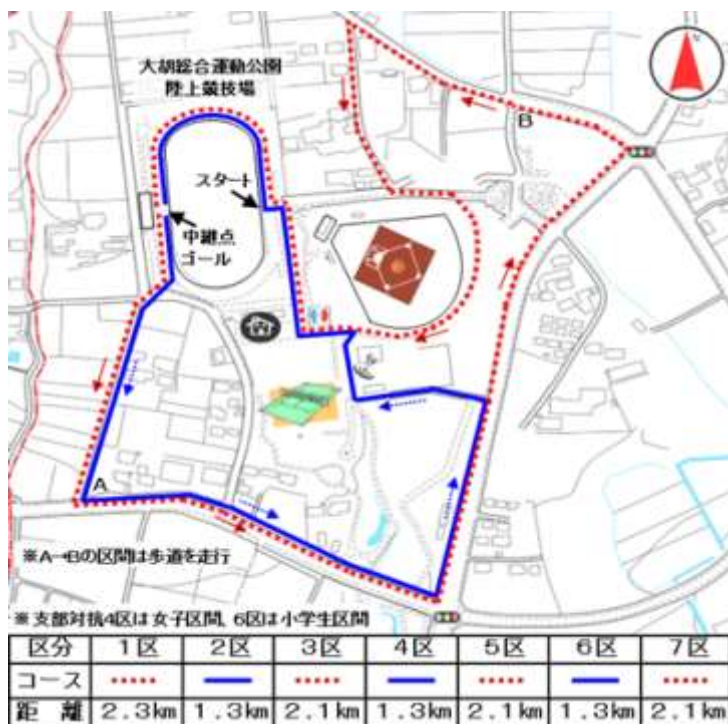 大胡総合運動公園
陸上競技場
スタート
中継点
ゴール
B
A
※A→Bの区間は歩道を走行
※支部対抗4区は女子区間,6区は小学生区間
区分 1区 2区 3区 4区 5区 6区 7区
コース
距離 2.3km 1.3km 2.1km 1.3km 2.1km 1.3km 2.1km